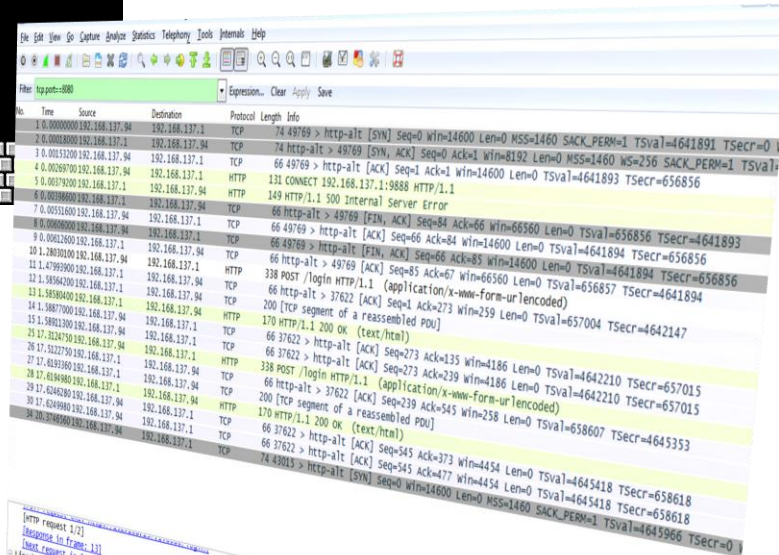 File Edit View Go Capture Analyze Statistics Telephony Tools Internals Help
Filter: tcp.port==8080 Expression... Clear Apply Save
No. Time Source Destination Protocol Length Info
1 0.00000000 192.168.137.94 192.168.137.1 TCP 74 49769 > http-alt [SYN] Seq=0 Win=14600 Len=0 MSS=1460 SACK_PERM=1 TSval=4641891 TSecr=0
2 0.00018000 192.168.137.1 192.168.137.94 TCP 74 http-alt > 49769 [SYN, ACK] Seq=0 Ack=1 Win=8192 Len=0 MSS=1460 WS=256 SACK_PERM=1
3 0.00153200 192.168.137.94 192.168.137.1 TCP 66 49769 > http-alt [ACK] Seq=1 Ack=1 Win=14600 Len=0 TSval=4641893 TSecr=656856
4 0.00269700 192.168.137.94 192.168.137.1 HTTP 131 CONNECT 192.168.137.1:9888 HTTP/1.1
5 0.00379200 192.168.137.1 192.168.137.94 HTTP 149 HTTP/1.1 500 Internal Server Error
6 0.00398600 192.168.137.1 192.168.137.94 TCP 66 http-alt > 49769 [FIN, ACK] Seq=84 Ack=66 Win=66560 Len=0 TSval=656856 TSecr=4641893
7 0.00551600 192.168.137.94 192.168.137.1 TCP 66 49769 > http-alt [ACK] Seq=66 Ack=84 Win=14600 Len=0 TSval=4641894 TSecr=656856
8 0.00606000 192.168.137.94 192.168.137.1 TCP 66 49769 > http-alt [FIN, ACK] Seq=66 Ack=85 Win=14600 Len=0 TSval=4641894 TSecr=656856
9 0.00612600 192.168.137.1 192.168.137.94 TCP 66 http-alt > 49769 [ACK] Seq=85 Ack=67 Win=66560 Len=0 TSval=656857 TSecr=4641894
10 1.28030100 192.168.137.94 192.168.137.1 HTTP 338 POST /login HTTP/1.1 (application/x-www-form-urlencoded)
11 1.47993900 192.168.137.1 192.168.137.94 TCP 66 http-alt > 37622 [ACK] Seq=1 Ack=273 Win=259 Len=0 TSval=657004 TSecr=4642147
12 1.58564200 192.168.137.1 192.168.137.94 TCP 200 [TCP segment of a reassembled PDU]
13 1.58580400 192.168.137.1 192.168.137.94 HTTP 170 HTTP/1.1 200 OK (text/html)
14 1.58877000 192.168.137.94 192.168.137.1 TCP 66 37622 > http-alt [ACK] Seq=273 Ack=135 Win=4186 Len=0 TSval=4642210 TSecr=657015
15 1.58911300 192.168.137.94 192.168.137.1 TCP 66 37622 > http-alt [ACK] Seq=273 Ack=239 Win=4186 Len=0 TSval=4642210 TSecr=657015
25 17.3124750 192.168.137.94 192.168.137.1 HTTP 338 POST /login HTTP/1.1 (application/x-www-form-urlencoded)
26 17.5122750 192.168.137.1 192.168.137.94 TCP 66 http-alt > 37622 [ACK] Seq=239 Ack=545 Win=258 Len=0 TSval=658607 TSecr=4645353
27 17.6193360 192.168.137.1 192.168.137.94 TCP 200 [TCP segment of a reassembled PDU]
28 17.6194980 192.168.137.1 192.168.137.94 HTTP 170 HTTP/1.1 200 OK (text/html)
29 17.6246280 192.168.137.94 192.168.137.1 TCP 66 37622 > http-alt [ACK] Seq=545 Ack=373 Win=4454 Len=0 TSval=4645418 TSecr=658618
30 17.6249980 192.168.137.94 192.168.137.1 TCP 66 37622 > http-alt [ACK] Seq=545 Ack=477 Win=4454 Len=0 TSval=4645418 TSecr=658618
34 20.3746560 192.168.137.94 192.168.137.1 TCP 74 43015 > http-alt [SYN] Seq=0 Win=14600 Len=0 MSS=1460 SACK_PERM=1 TSval=4645966 TSecr=0
[HTTP request 1/2]
[Response in frame: 13]
[Next request in